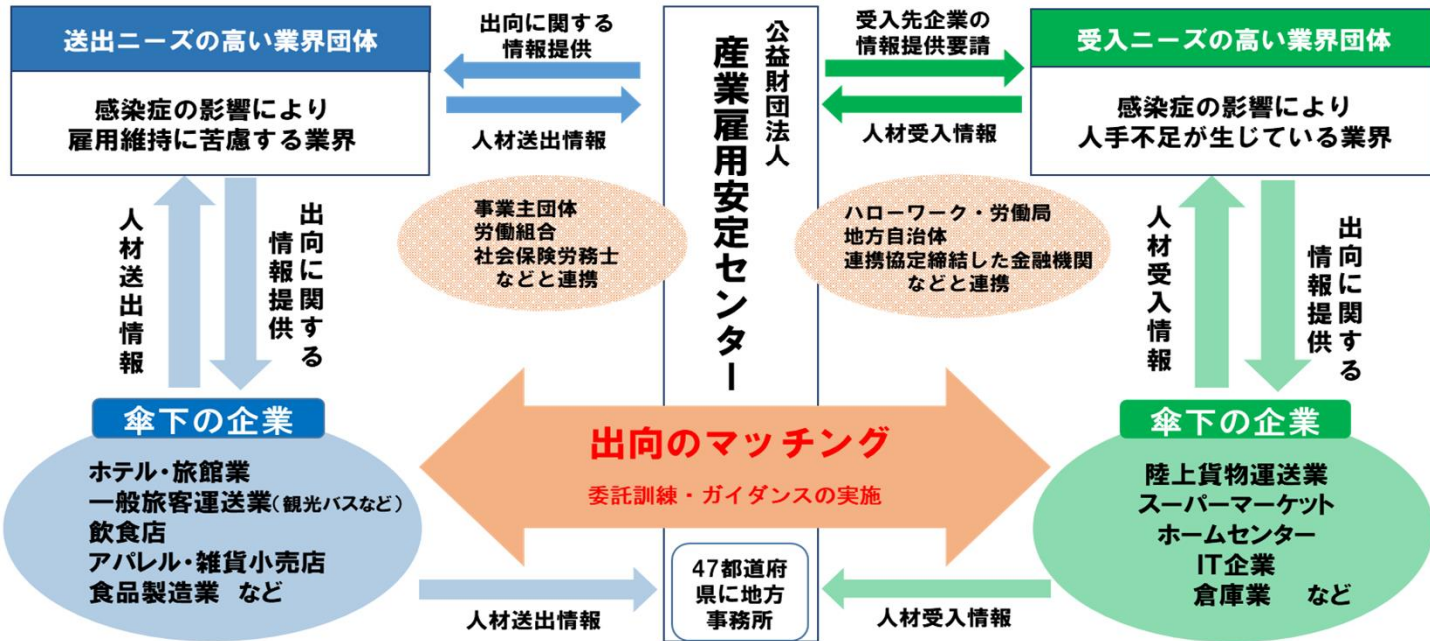 送出ニーズの高い業界団体
感染症の影響により
雇用維持に苦慮する業界
出向に関する
情報提供
人材送出情報
公益財団法人
産業雇用安定センター
受入先企業の
情報提供要請
人材受入情報
受入ニーズの高い業界団体
感染症の影響により
人手不足が生じている業界
人材送出情報
出向に関する
情報提供
事業主団体
労働組合
社会保険労務士
などと連携
ハローワーク・労働局
地方自治体
連携協定締結した金融機関
などと連携
人材受入情報
出向に関する
情報提供
傘下の企業
ホテル・旅館業
一般旅客運送業(観光バスなど)
飲食店
アパレル・雑貨小売店
食品製造業 など
出向のマッチング
委託訓練・ガイダンスの実施
傘下の企業
陸上貨物運送業
スーパーマーケット
ホームセンター
IT企業
倉庫業 など
人材送出情報
47都道府
県に地方
事務所
人材受入情報